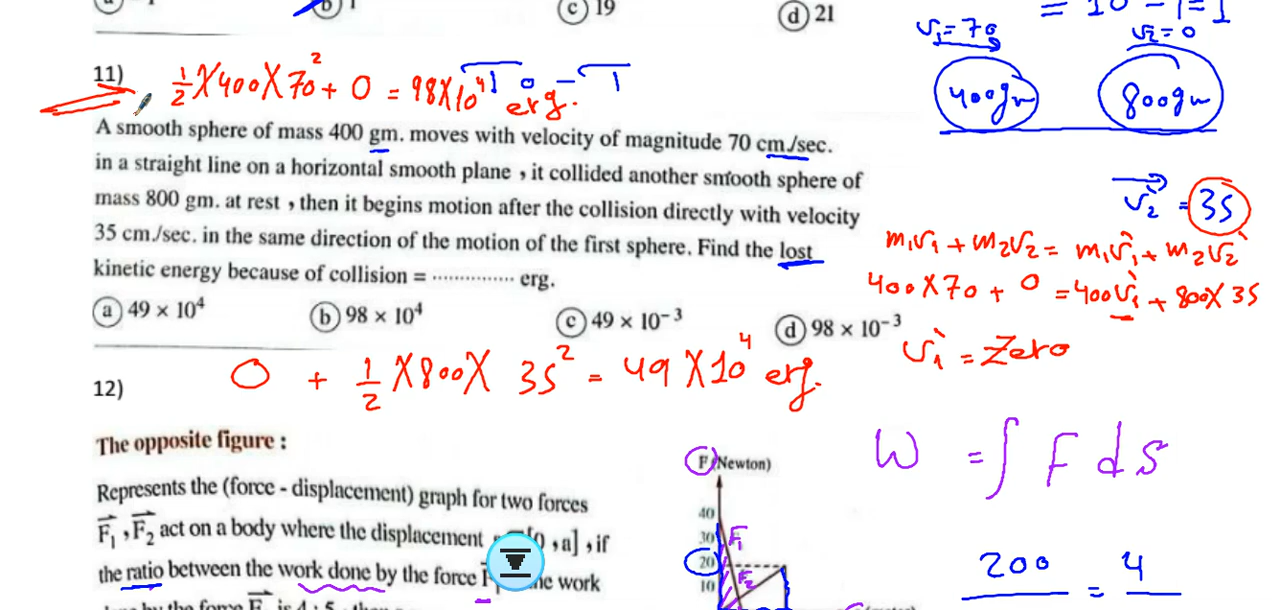 b 1
c 19
d 21
= 10 - 1 = 1
v₁ = 70
v₂ = 0
400gm
800gm
11)
½ × 400 × 70² + 0 = 98 × 10⁴ erg.
A smooth sphere of mass 400 gm. moves with velocity of magnitude 70 cm./sec.
in a straight line on a horizontal smooth plane , it collided another smooth sphere of
mass 800 gm. at rest , then it begins motion after the collision directly with velocity
35 cm./sec. in the same direction of the motion of the first sphere. Find the lost
kinetic energy because of collision = ............... erg.
a 49 × 10⁴
b 98 × 10⁴
c 49 × 10⁻³
d 98 × 10⁻³
v₂' = 35
m₁v₁ + m₂v₂ = m₁v₁' + m₂v₂'
400 × 70 + 0 = 400v₁' + 800 × 35
v₁' = Zero
0 + ½ × 800 × 35² = 49 × 10⁴ erg.
12)
The opposite figure :
Represents the (force - displacement) graph for two forces
F₁ , F₂ act on a body where the displacement , a] , if
the ratio between the work done by the force work
W = ∫ F ds
F (Newton)
40
30
20
10
F₁
F₂
200 = 4